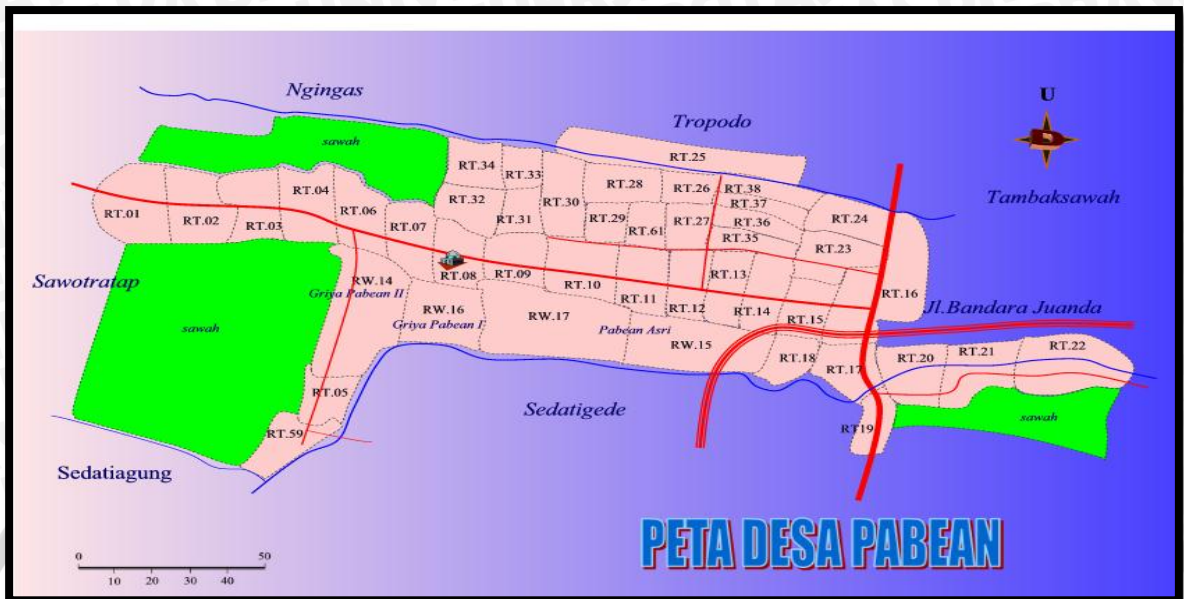 Ngingas
U
Tropodo
sawah
RT.25
RT.34
RT.33
RT.28
RT.26
RT.38
RT.04
RT.32
RT.30
RT.37
Tambaksawah
RT.01
RT.02
RT.03
RT.06
RT.07
RT.31
RT.29
RT.61
RT.27
RT.36
RT.24
RT.35
RT.23
Sawotratap
RW.14
RT.08
RT.09
RT.10
RT.13
RT.16
Griya Pabean II
RW.16
RW.17
RT.11
RT.12
RT.14
RT.15
Jl.Bandara Juanda
sawah
Griya Pabean I
Pabean Asri
RW.15
RT.18
RT.17
RT.20
RT.21
RT.22
RT.05
Sedatigede
RT.59
RT19
sawah
Sedatiagung
PETA DESA PABEAN
0 50
10 20 30 40